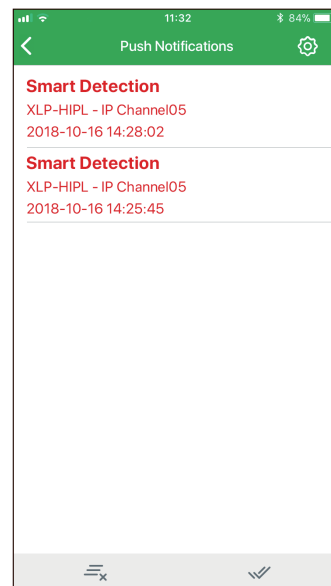 11:32
84%
Push Notifications
Smart Detection
XLP-HIPL - IP Channel05
2018-10-16 14:28:02
Smart Detection
XLP-HIPL - IP Channel05
2018-10-16 14:25:45